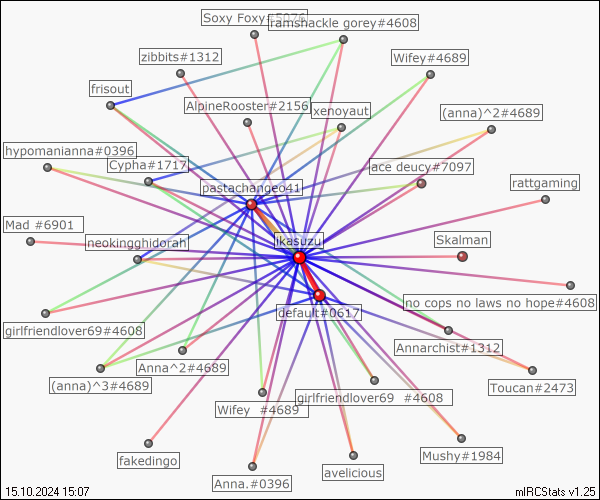 Soxy Foxy#5076
ramshackle gorey#4608
zibbits#1312
Wifey#4689
frisout
AlpineRooster#2156
xenoyaut
(anna)^2#4689
hypomanianna#0396
Cypha#1717
ace deucy#7097
pastachangeo41
rattgaming
Mad #6901
neokingghidorah
ikasuzu
Skalman
no cops no laws no hope#4608
default#0617
girlfriendlover69#4608
Annarchist#1312
Anna^2#4689
(anna)^3#4689
Toucan#2473
girlfriendlover69 #4608
Wifey #4689
fakedingo
Mushy#1984
Anna.#0396
avelicious
15.10.2024 15:07
mIRCStats v1.25